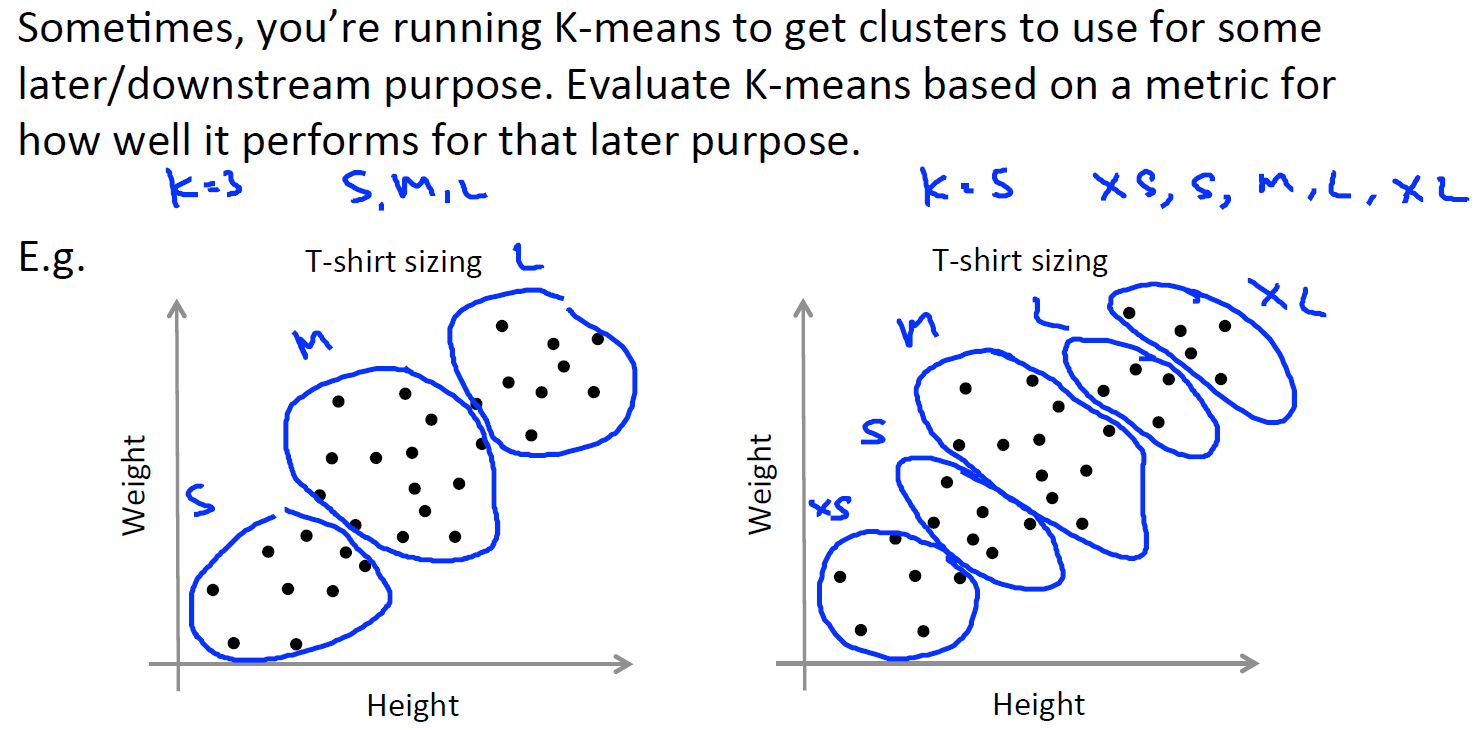 Sometimes, you're running K-means to get clusters to use for some
later/downstream purpose. Evaluate K-means based on a metric for
how well it performs for that later purpose.
K=3 S, M, L
K=5 XS, S, M, L, XL
E.g.
T-shirt sizing
L
M
S
Weight
Height
T-shirt sizing
XL
L
M
S
XS
Weight
Height